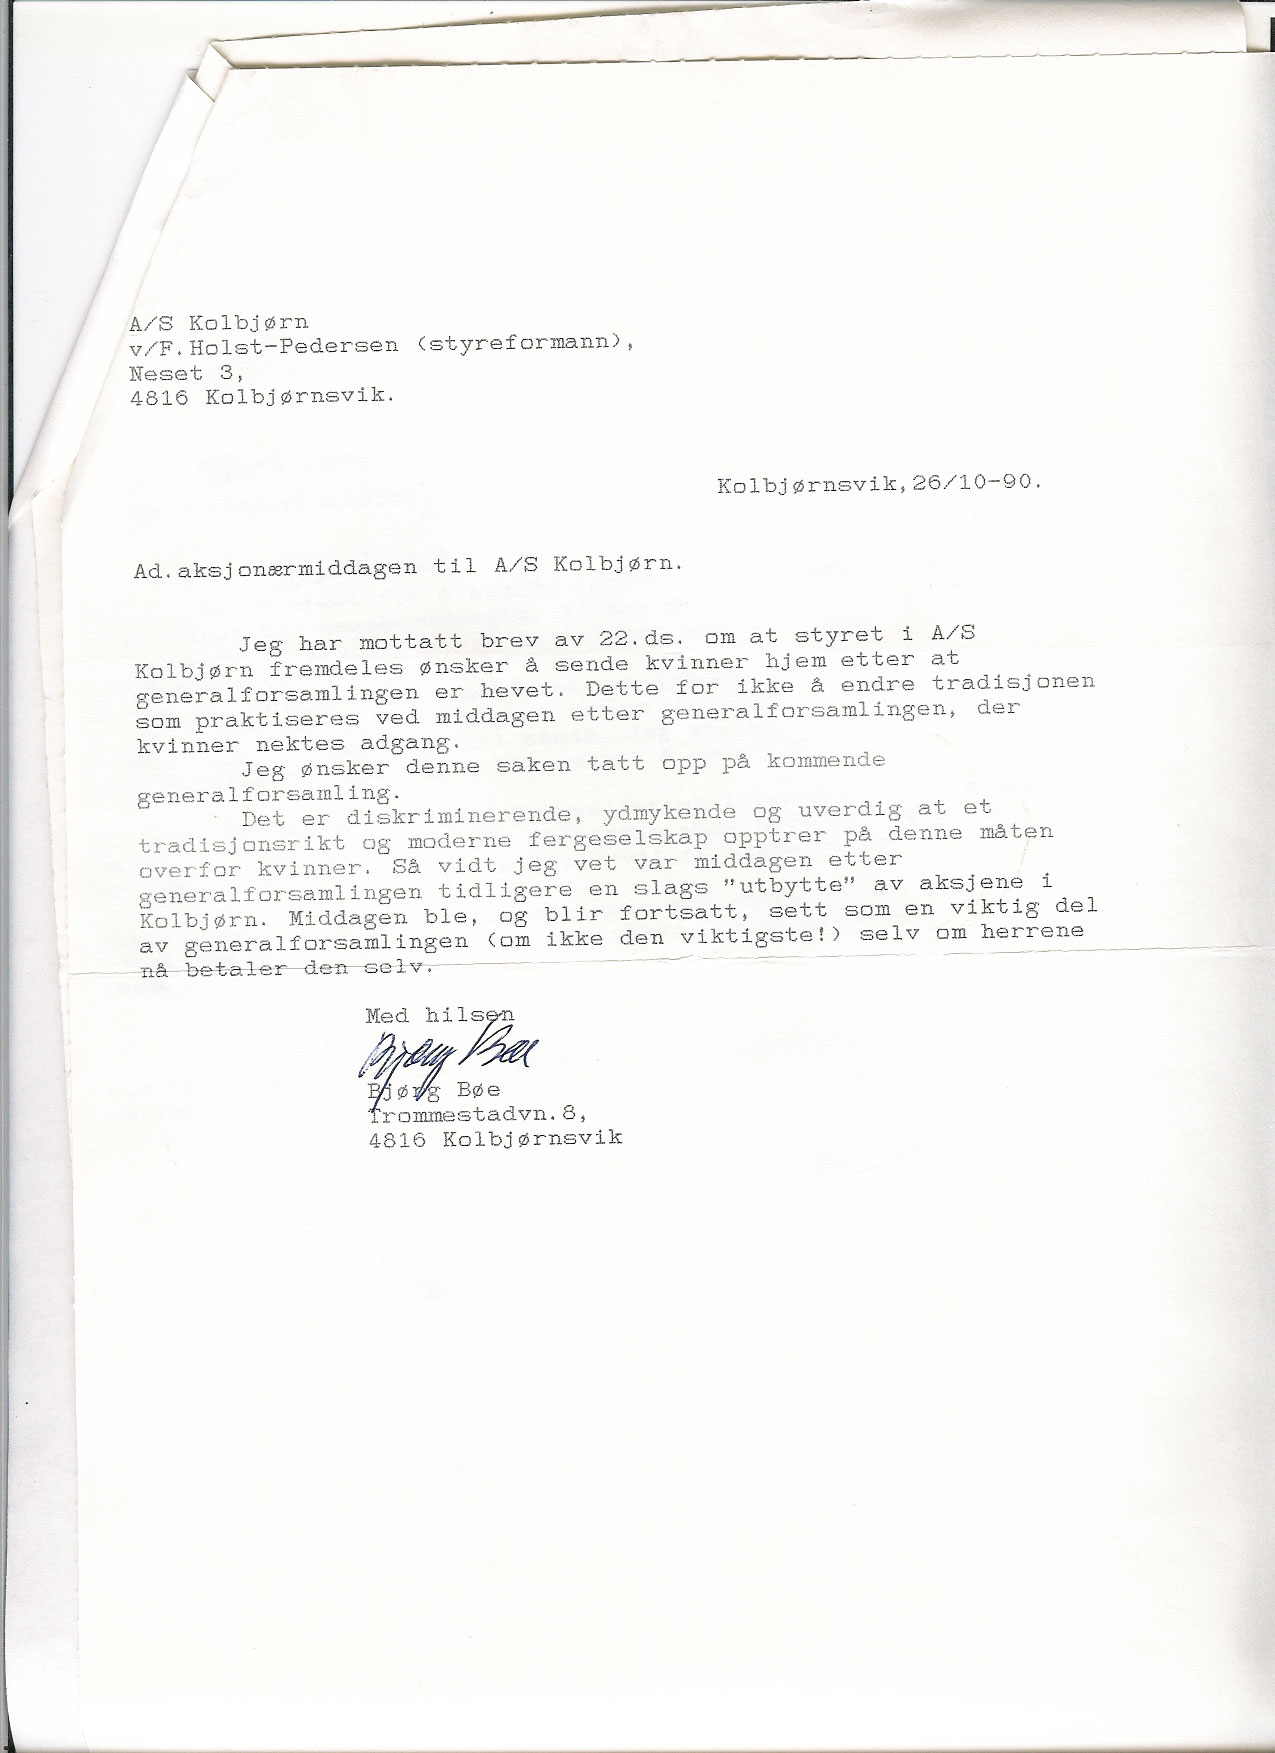 A/S Kolbjørn
v/F.Holst-Pedersen (styreformann),
Neset 3,
4816 Kolbjørnsvik.
Kolbjørnsvik,26/10-90.
Ad.aksjonærmiddagen til A/S Kolbjørn.
Jeg har mottatt brev av 22.ds. om at styret i A/S
Kolbjørn fremdeles ønsker å sende kvinner hjem etter at
generalforsamlingen er hevet. Dette for ikke å endre tradisjonen
som praktiseres ved middagen etter generalforsamlingen, der
kvinner nektes adgang.
Jeg ønsker denne saken tatt opp på kommende
generalforsamling.
Det er diskriminerende, ydmykende og uverdig at et
tradisjonsrikt og moderne fergeselskap opptrer på denne måten
overfor kvinner. Så vidt jeg vet var middagen etter
generalforsamlingen tidligere en slags "utbytte" av aksjene i
Kolbjørn. Middagen ble, og blir fortsatt, sett som en viktig del
av generalforsamlingen (om ikke den viktigste!) selv om herrene
nå betaler den selv.
Med hilsen
Bjørg Bøe
Bjørg Bøe
Trommestadvn.8,
4816 Kolbjørnsvik